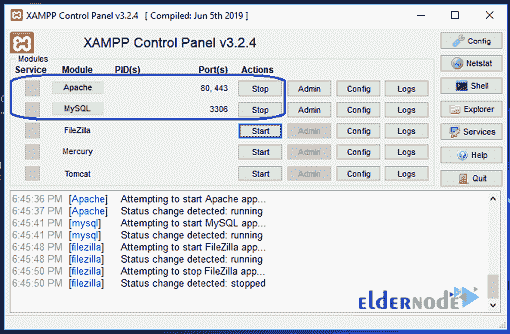 XAMPP Control Panel v3.2.4 [ Compiled: Jun 5th 2019 ]
XAMPP Control Panel v3.2.4
Config
Modules
Service Module PID(s) Port(s) Actions
Netstat
Apache 80, 443 Stop Admin Config Logs
Shell
MySQL 3306 Stop Admin Config Logs
Explorer
FileZilla Start Admin Config Logs
Services
Mercury Start Admin Config Logs
Help
Tomcat Start Admin Config Logs
Quit
6:45:36 PM [Apache] Attempting to start Apache app...
6:45:37 PM [Apache] Status change detected: running
6:45:41 PM [mysql] Attempting to start MySQL app...
6:45:41 PM [mysql] Status change detected: running
6:45:48 PM [filezilla] Attempting to start FileZilla app...
6:45:48 PM [filezilla] Status change detected: running
6:45:50 PM [filezilla] Attempting to stop FileZilla app...
6:45:50 PM [filezilla] Status change detected: stopped
eldernode